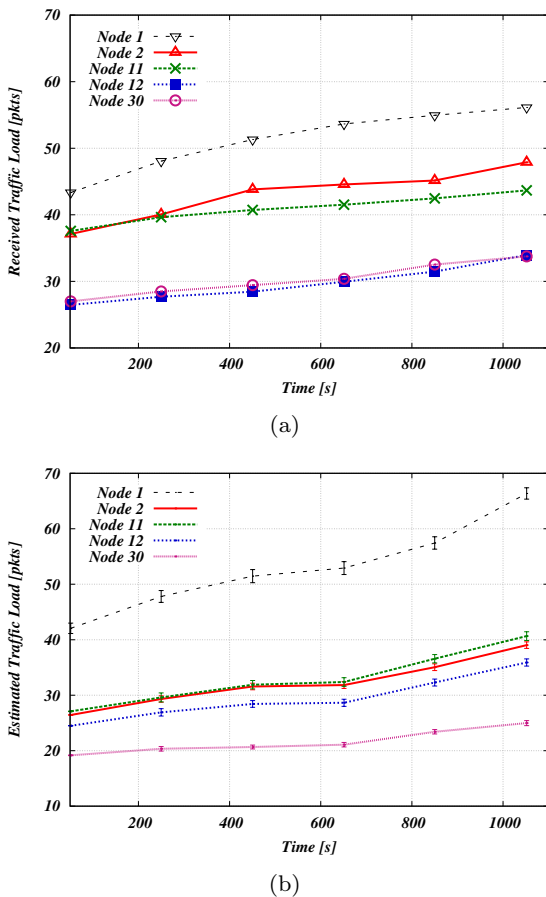 70
60
50
40
30
20
Received Traffic Load [pkts]
Node 1
Node 2
Node 11
Node 12
Node 30
200 400 600 800 1000
Time [s]
(a)
70
60
50
40
30
20
10
Estimated Traffic Load [pkts]
Node 1
Node 2
Node 11
Node 12
Node 30
200 400 600 800 1000
Time [s]
(b)